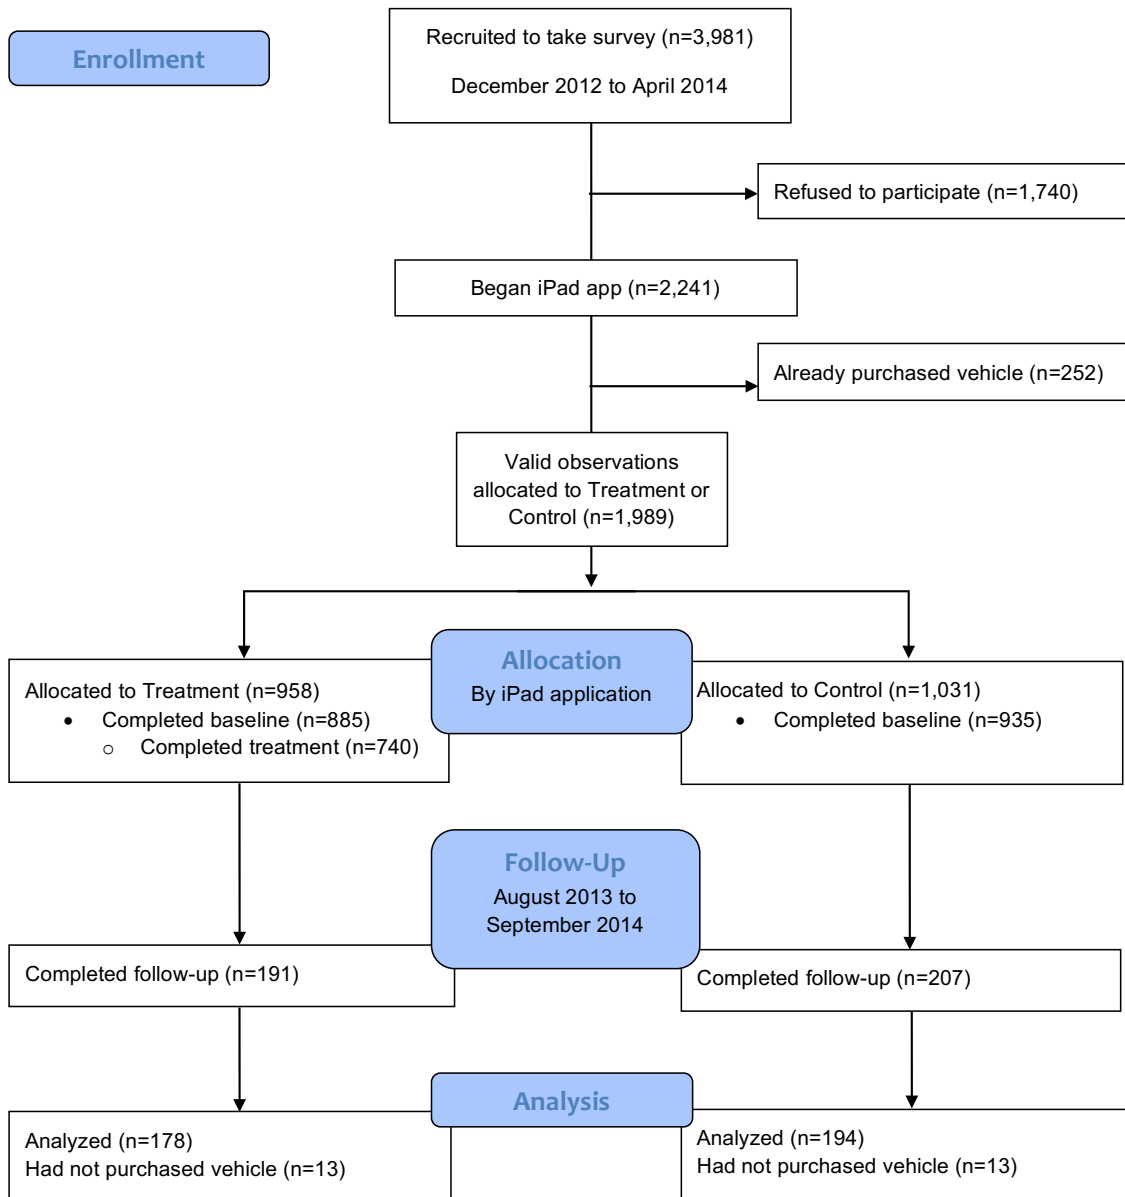 Enrollment
Recruited to take survey (n=3,981)
December 2012 to April 2014
Refused to participate (n=1,740)
Began iPad app (n=2,241)
Already purchased vehicle (n=252)
Valid observations
allocated to Treatment or
Control (n=1,989)
Allocation
By iPad application
Allocated to Treatment (n=958)
• Completed baseline (n=885)
o Completed treatment (n=740)
Allocated to Control (n=1,031)
• Completed baseline (n=935)
Follow-Up
August 2013 to
September 2014
Completed follow-up (n=191)
Completed follow-up (n=207)
Analysis
Analyzed (n=178)
Had not purchased vehicle (n=13)
Analyzed (n=194)
Had not purchased vehicle (n=13)